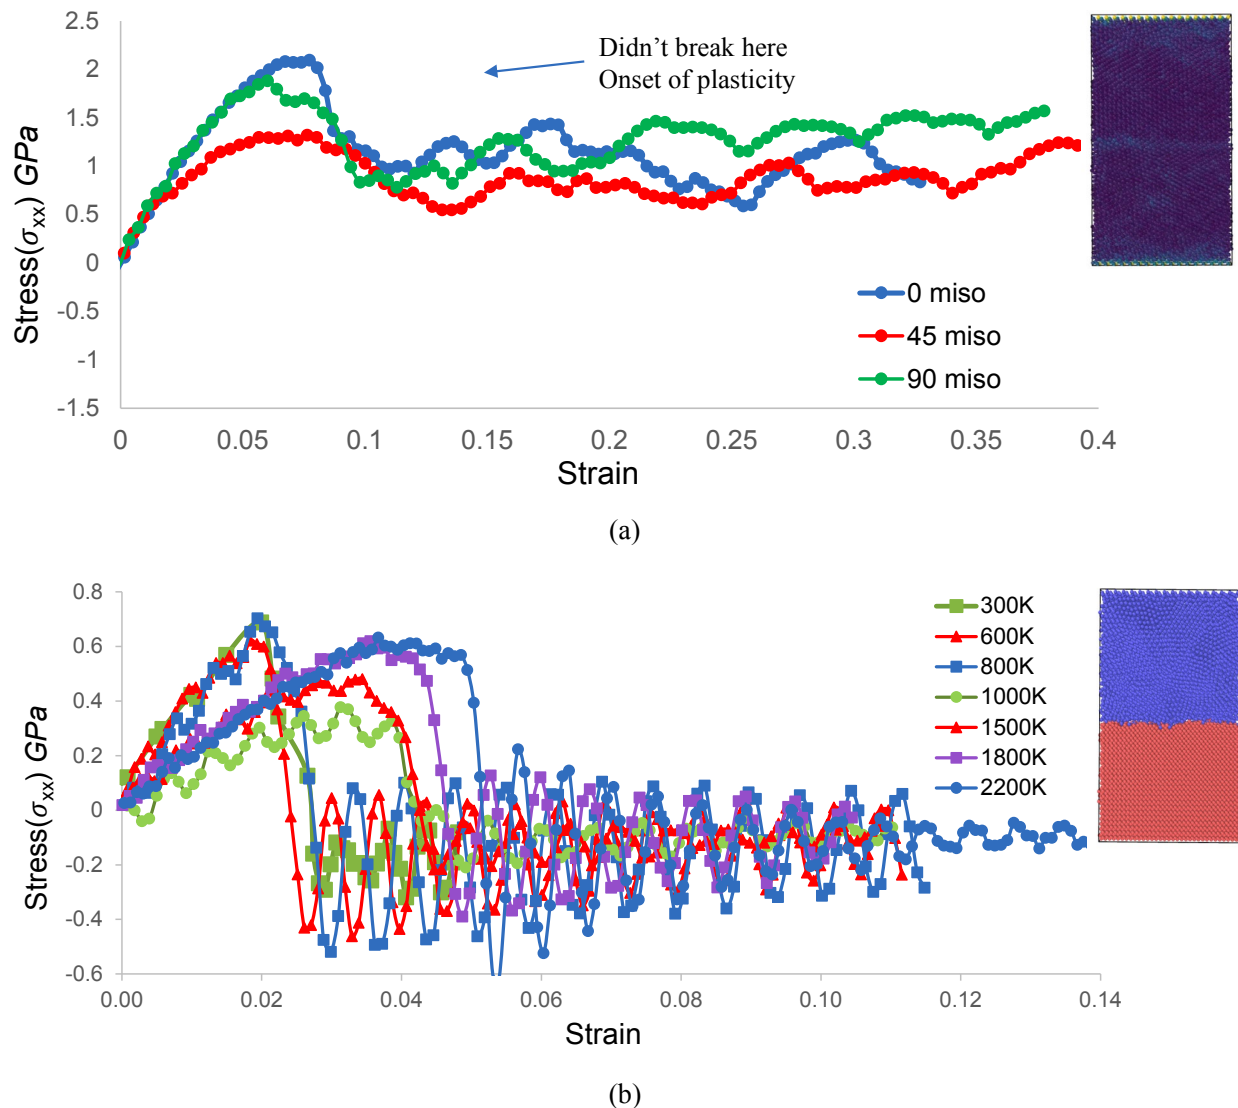 2.5
2
1.5
1
0.5
0
-0.5
-1
-1.5
Stress(σxx) GPa
Didn’t break here
Onset of plasticity
0 miso
45 miso
90 miso
0 0.05 0.1 0.15 0.2 0.25 0.3 0.35 0.4
Strain
(a)
0.8
0.6
0.4
0.2
0
-0.2
-0.4
-0.6
Stress(σxx) GPa
300K
600K
800K
1000K
1500K
1800K
2200K
0.00 0.02 0.04 0.06 0.08 0.10 0.12 0.14
Strain
(b)